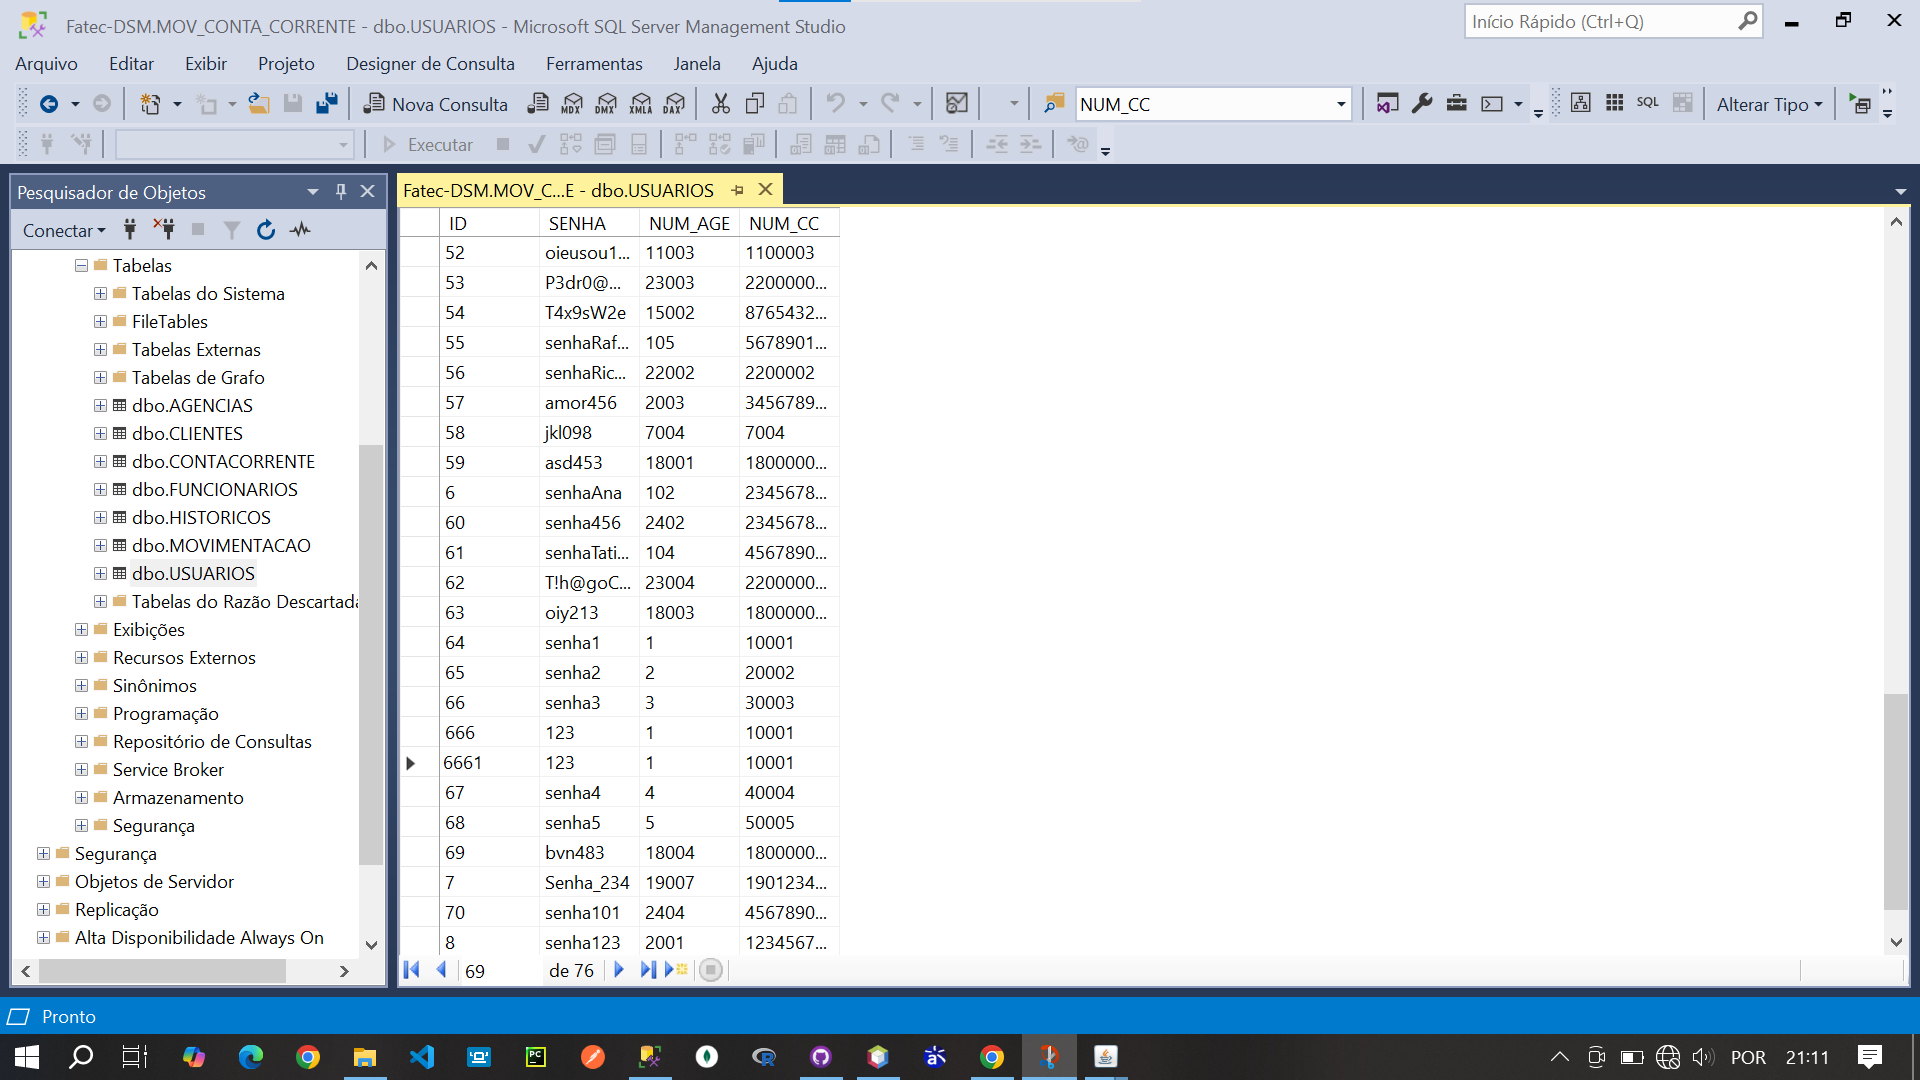 Fatec-DSM.MOV_CONTA_CORRENTE - dbo.USUARIOS - Microsoft SQL Server Management Studio
Início Rápido (Ctrl+Q)
Arquivo Editar Exibir Projeto Designer de Consulta Ferramentas Janela Ajuda
Nova Consulta MDX DMX XMLA DAX NUM_CC SQL Alterar Tipo
Executar
Pesquisador de Objetos
Conectar
Tabelas
Tabelas do Sistema
FileTables
Tabelas Externas
Tabelas de Grafo
dbo.AGENCIAS
dbo.CLIENTES
dbo.CONTACORRENTE
dbo.FUNCIONARIOS
dbo.HISTORICOS
dbo.MOVIMENTACAO
dbo.USUARIOS
Tabelas do Razão Descartada
Exibições
Recursos Externos
Sinônimos
Programação
Repositório de Consultas
Service Broker
Armazenamento
Segurança
Segurança
Objetos de Servidor
Replicação
Alta Disponibilidade Always On
Fatec-DSM.MOV_C...E - dbo.USUARIOS
ID SENHA NUM_AGE NUM_CC
52 oieusou1... 11003 1100003
53 P3dr0@... 23003 2200000...
54 T4x9sW2e 15002 8765432...
55 senhaRaf... 105 5678901...
56 senhaRic... 22002 2200002
57 amor456 2003 3456789...
58 jkl098 7004 7004
59 asd453 18001 1800000...
6 senhaAna 102 2345678...
60 senha456 2402 2345678...
61 senhaTati... 104 4567890...
62 T!h@goC... 23004 2200000...
63 oiy213 18003 1800000...
64 senha1 1 10001
65 senha2 2 20002
66 senha3 3 30003
666 123 1 10001
6661 123 1 10001
67 senha4 4 40004
68 senha5 5 50005
69 bvn483 18004 1800000...
7 Senha_234 19007 1901234...
70 senha101 2404 4567890...
8 senha123 2001 1234567...
69 de 76
Pronto
PC R POR 21:11